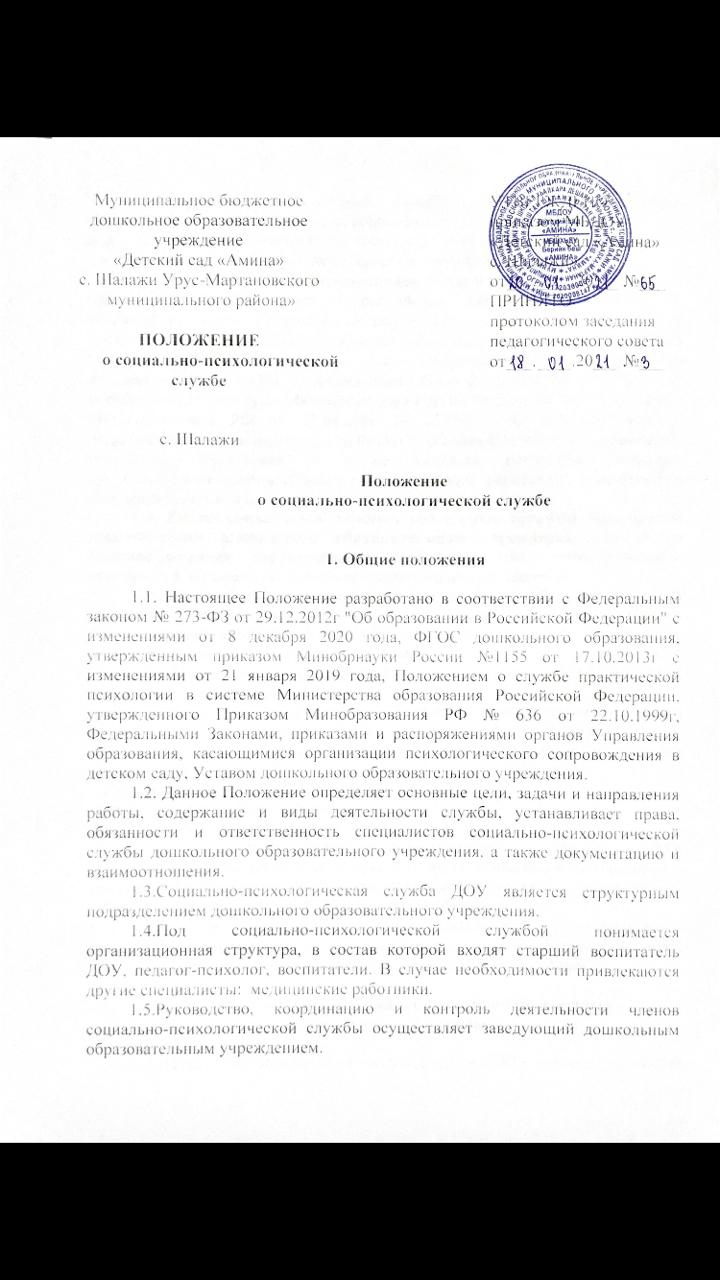 Муниципальное бюджетное
дошкольное образовательное
учреждение
«Детский сад «Амина»
с. Шалажи Урус-Мартановского
муниципального района»
ПОЛОЖЕНИЕ
о социально-психологической
службе
с. Шалажи
МБДОУ
«АМИНА»
№65
ПРИНЯТО
протоколом заседания
педагогического совета
от 18 . 01 .2021 №3
Положение
о социально-психологической службе
1. Общие положения
1.1. Настоящее Положение разработано в соответствии с Федеральным
законом № 273-ФЗ от 29.12.2012г "Об образовании в Российской Федерации" с
изменениями от 8 декабря 2020 года, ФГОС дошкольного образования,
утвержденным приказом Минобрнауки России №1155 от 17.10.2013г с
изменениями от 21 января 2019 года, Положением о службе практической
психологии в системе Министерства образования Российской Федерации,
утвержденного Приказом Минобразования РФ № 636 от 22.10.1999г,
Федеральными Законами, приказами и распоряжениями органов Управления
образования, касающимися организации психологического сопровождения в
детском саду, Уставом дошкольного образовательного учреждения.
1.2. Данное Положение определяет основные цели, задачи и направления
работы, содержание и виды деятельности службы, устанавливает права,
обязанности и ответственность специалистов социально-психологической
службы дошкольного образовательного учреждения, а также документацию и
взаимоотношения.
1.3.Социально-психологическая служба ДОУ является структурным
подразделением дошкольного образовательного учреждения.
1.4.Под социально-психологической службой понимается
организационная структура, в состав которой входят старший воспитатель
ДОУ, педагог-психолог, воспитатели. В случае необходимости привлекаются
другие специалисты: медицинские работники.
1.5.Руководство, координацию и контроль деятельности членов
социально-психологической службы осуществляет заведующий дошкольным
образовательным учреждением.